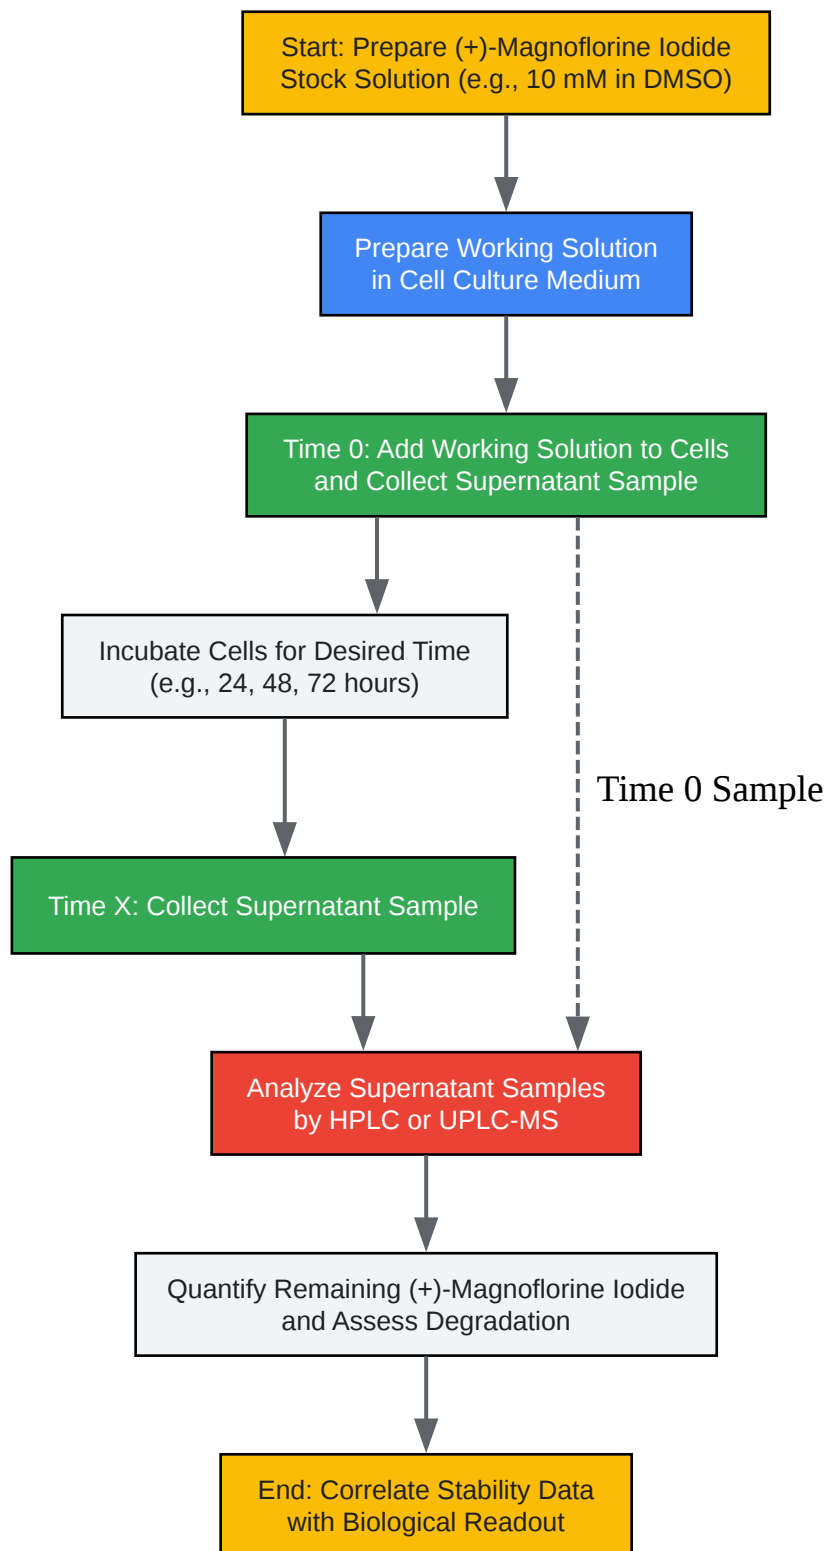 Start: Prepare (+)-Magnoflorine Iodide
Stock Solution (e.g., 10 mM in DMSO)
Prepare Working Solution
in Cell Culture Medium
Time 0: Add Working Solution to Cells
and Collect Supernatant Sample
Incubate Cells for Desired Time
(e.g., 24, 48, 72 hours)
Time 0 Sample
Time X: Collect Supernatant Sample
Analyze Supernatant Samples
by HPLC or UPLC-MS
Quantify Remaining (+)-Magnoflorine Iodide
and Assess Degradation
End: Correlate Stability Data
with Biological Readout